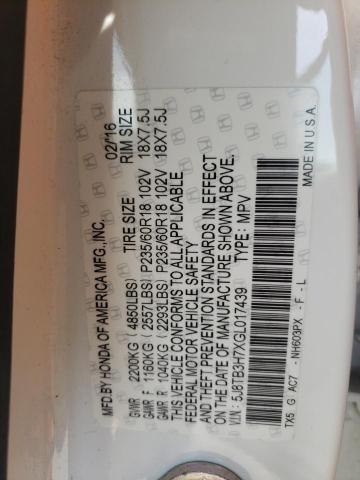 MFD.BY HONDA OF AMERICA MFG.,INC. 02/16
TIRE SIZE RIM SIZE
GVWR 2200KG (4850LBS)
GAWR F 1160KG (2557LBS) P235/60R18 102V 18X7.5J
GAWR R 1040KG (2293LBS) P235/60R18 102V 18X7.5J
THIS VEHICLE CONFORMS TO ALL APPLICABLE
FEDERAL MOTOR VEHICLE SAFETY
AND THEFT PREVENTION STANDARDS IN EFFECT
ON THE DATE OF MANUFACTURE SHOWN ABOVE.
VIN: 5J8TB3H7XGL017439 TYPE: MPV
TX5 G AC7 - NH603PX - F - L
MADE IN U.S.A.